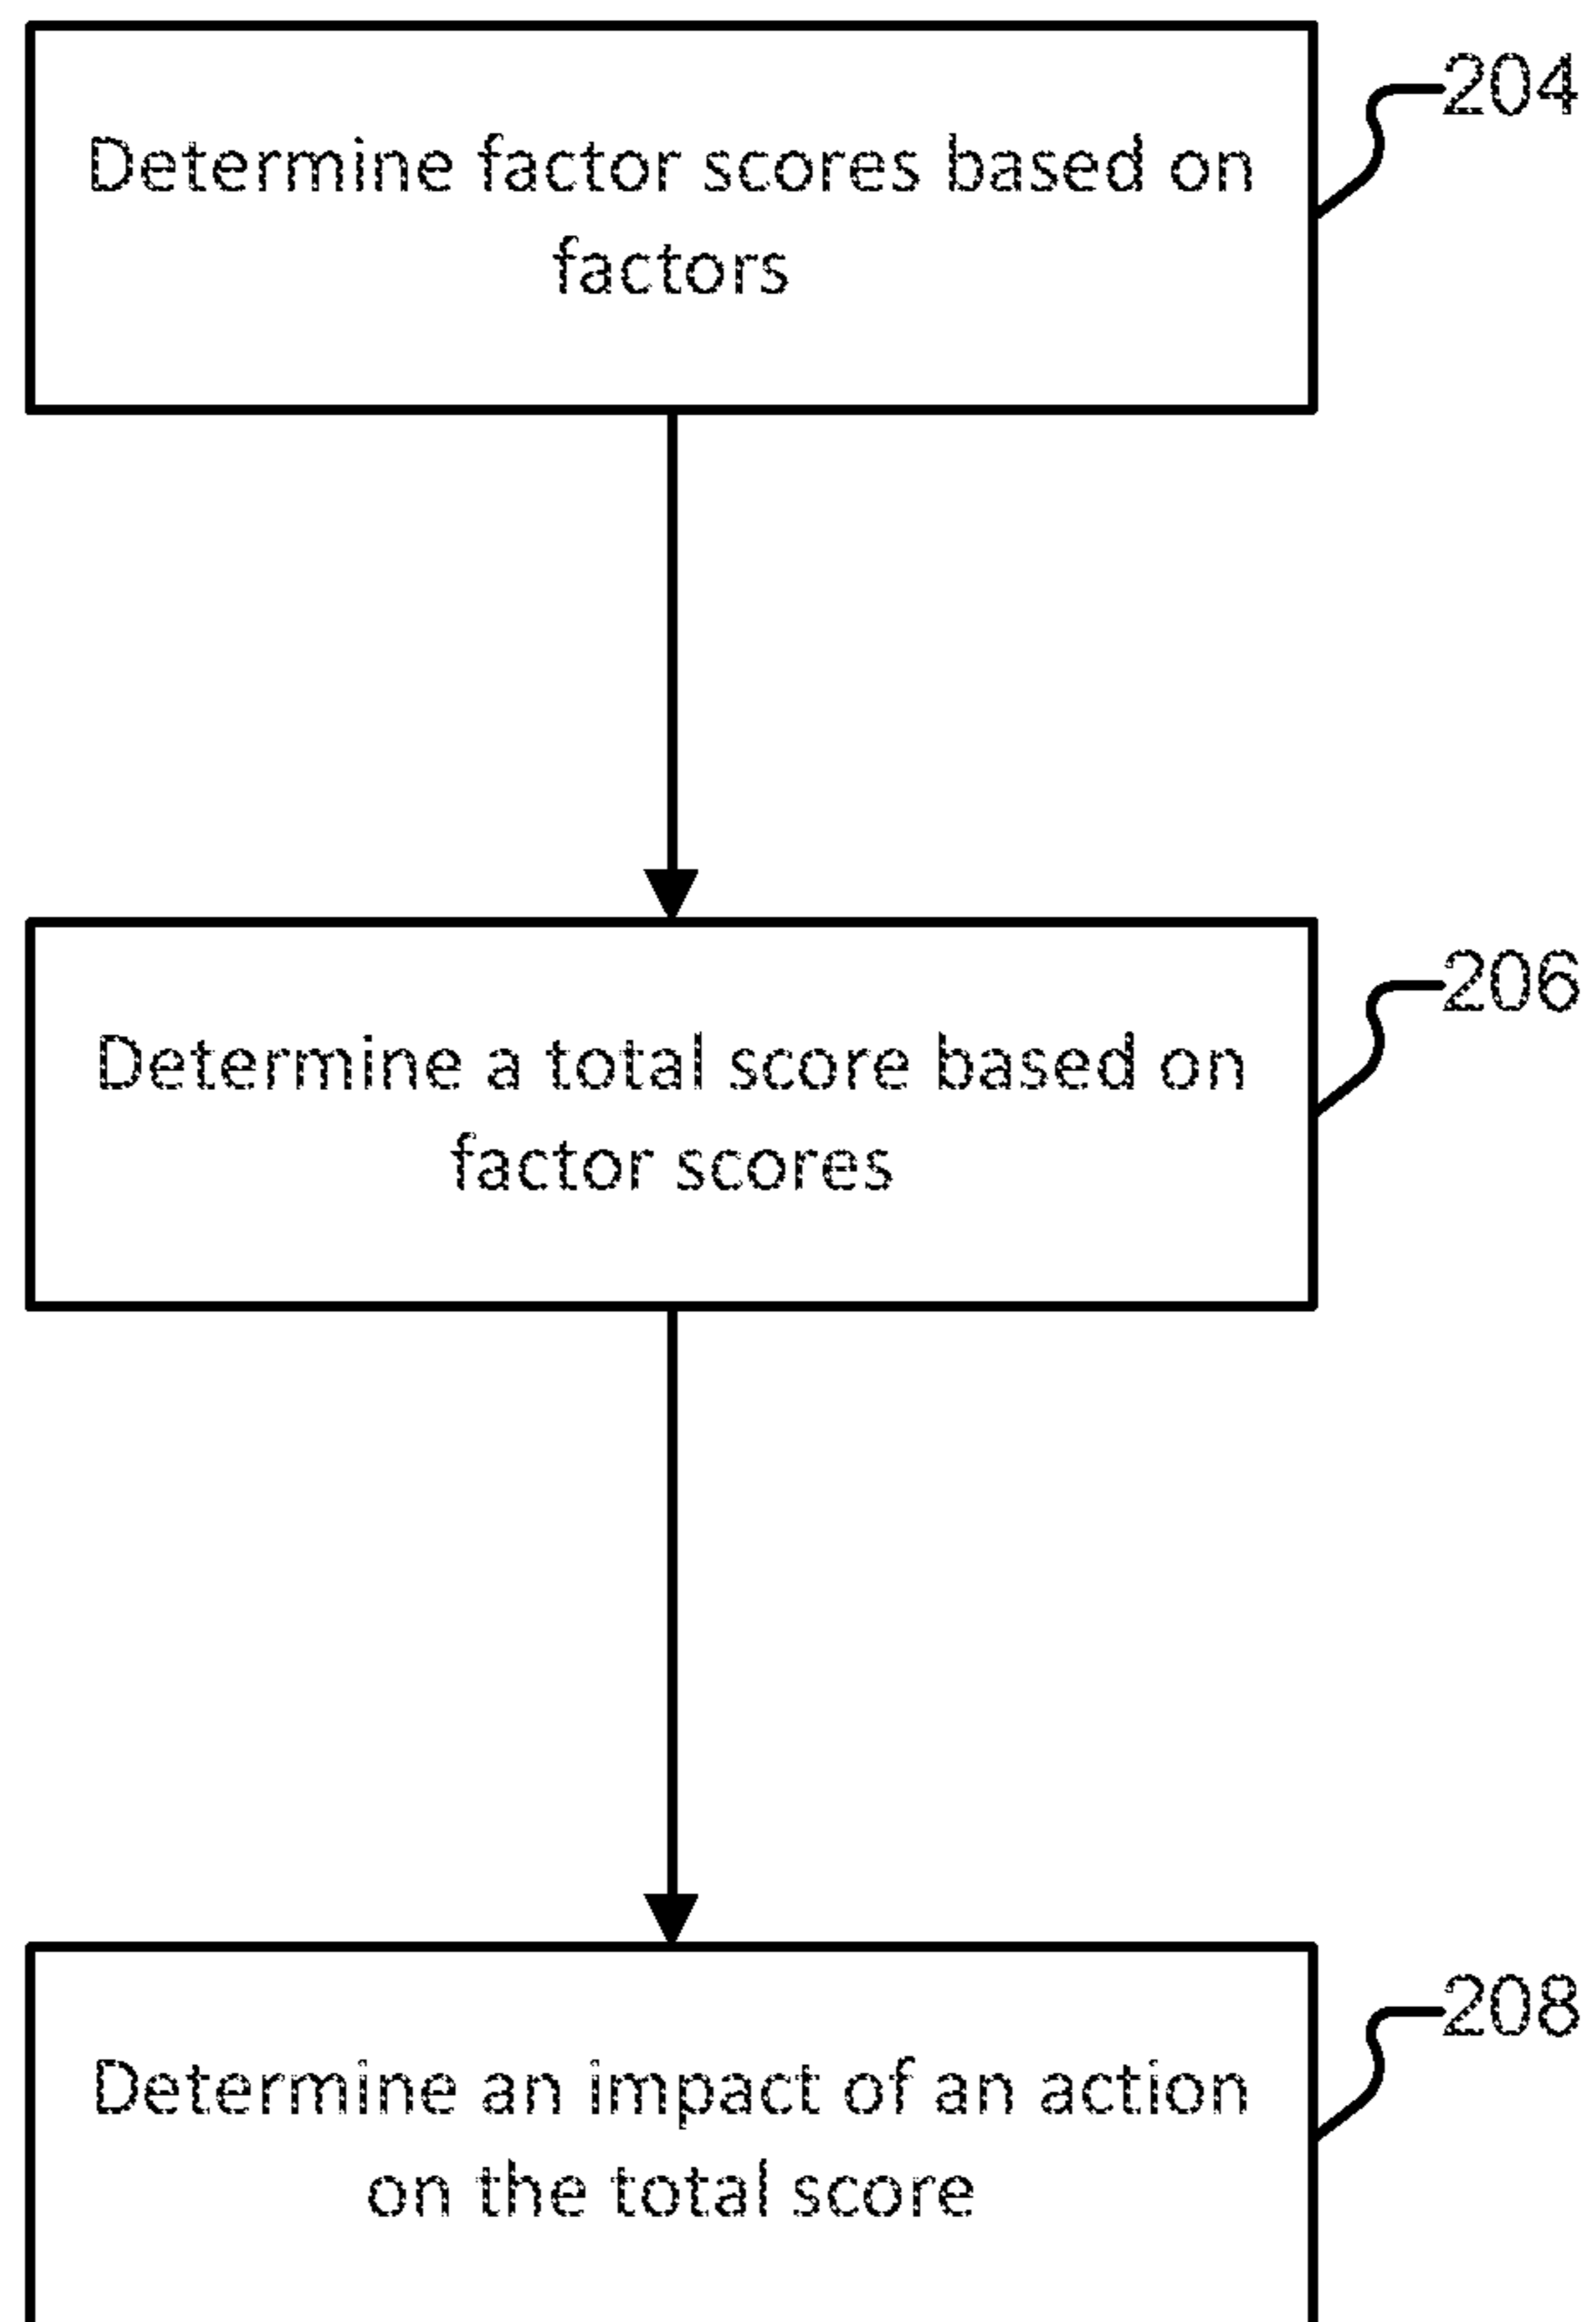 204
Determine factor scores based on
factors
206
Determine a total score based on
factor scores
208
Determine an impact of an action
on the total score